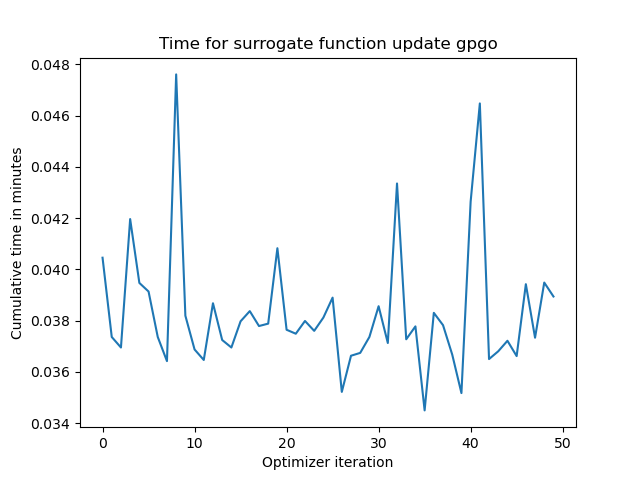 Time for surrogate function update gpgo
Cumulative time in minutes
0.048
0.046
0.044
0.042
0.040
0.038
0.036
0.034
0 10 20 30 40 50
Optimizer iteration